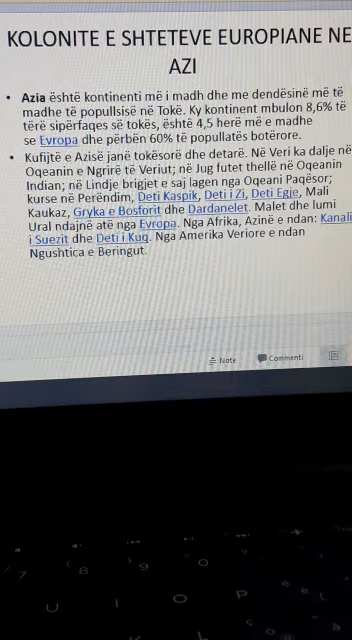 KOLONITE E SHTETEVE EUROPIANE NE
AZI
• Azia është kontinenti më i madh dhe me dendësinë më të
madhe të popullsisë në Tokë. Ky kontinent mbulon 8,6% të
tërë sipërfaqes së tokës, është 4,5 herë më e madhe
se Evropa dhe përbën 60% të popullatës botërore.
• Kufijtë e Azisë janë tokësorë dhe detarë. Në Veri ka dalje në
Oqeanin e Ngrirë të Veriut; në Jug futet thellë në Oqeanin
Indian; në Lindje brigjet e saj lagen nga Oqeani Paqësor;
kurse në Perëndim, Deti Kaspik, Deti i Zi, Deti Egje, Mali
Kaukaz, Gryka e Bosforit dhe Dardanelet. Malet dhe lumi
Ural ndajnë atë nga Evropa. Nga Afrika, Azinë e ndan: Kanali
i Suezit dhe Deti i Kuq. Nga Amerika Veriore e ndan
Ngushtica e Beringut.
Note Commenti
7 8 9 0
U I O P
K L